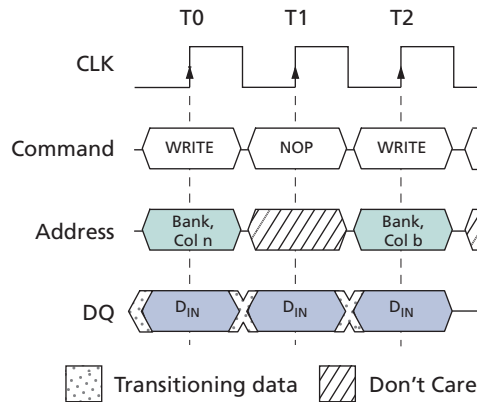 T0 T1 T2
CLK
Command WRITE NOP WRITE
Address Bank, Bank,
Col n Col b
DQ DIN DIN DIN
Transitioning data Don't Care